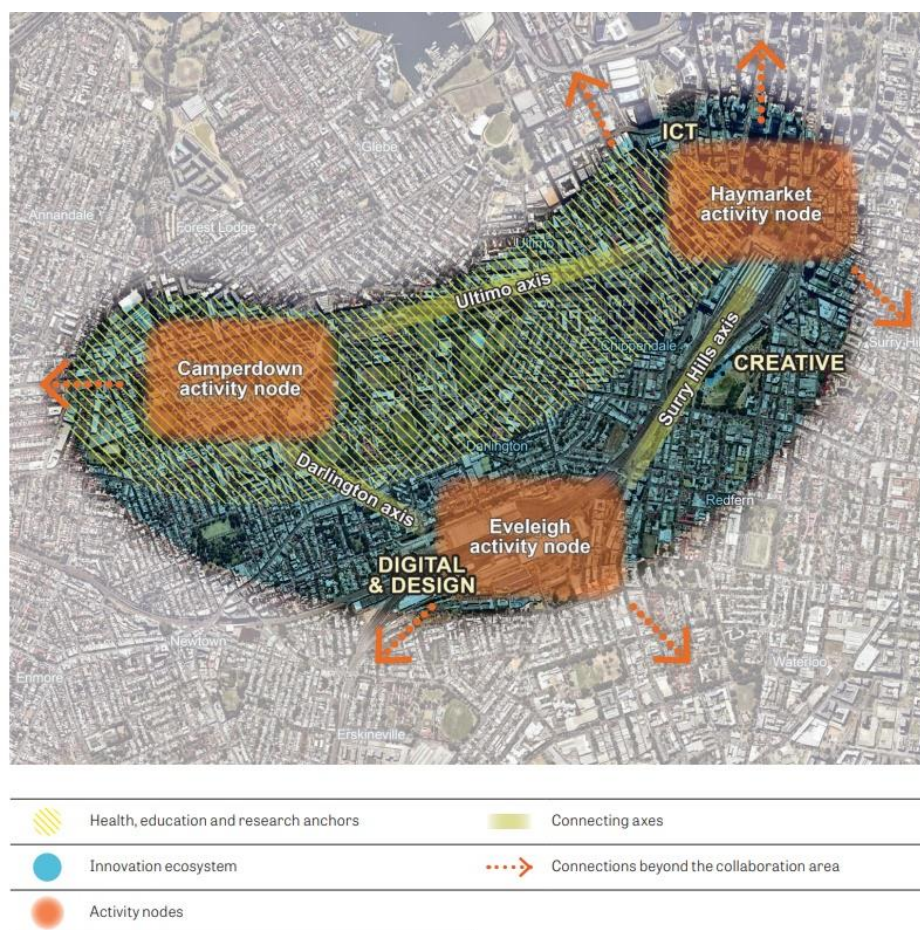 ICT
Haymarket
activity node
Glebe
Annandale
Forest Lodge
Ultimo
Ultimo axis
Surry Hills axis
Chippendale
CREATIVE
Surry Hil
Camperdown
activity node
Darlington
Darlington axis
Redfern
Eveleigh
activity node
DIGITAL
& DESIGN
Newtown
Enmore
Waterloo
Erskineville
Health, education and research anchors
Connecting axes
Innovation ecosystem
Connections beyond the collaboration area
Activity nodes